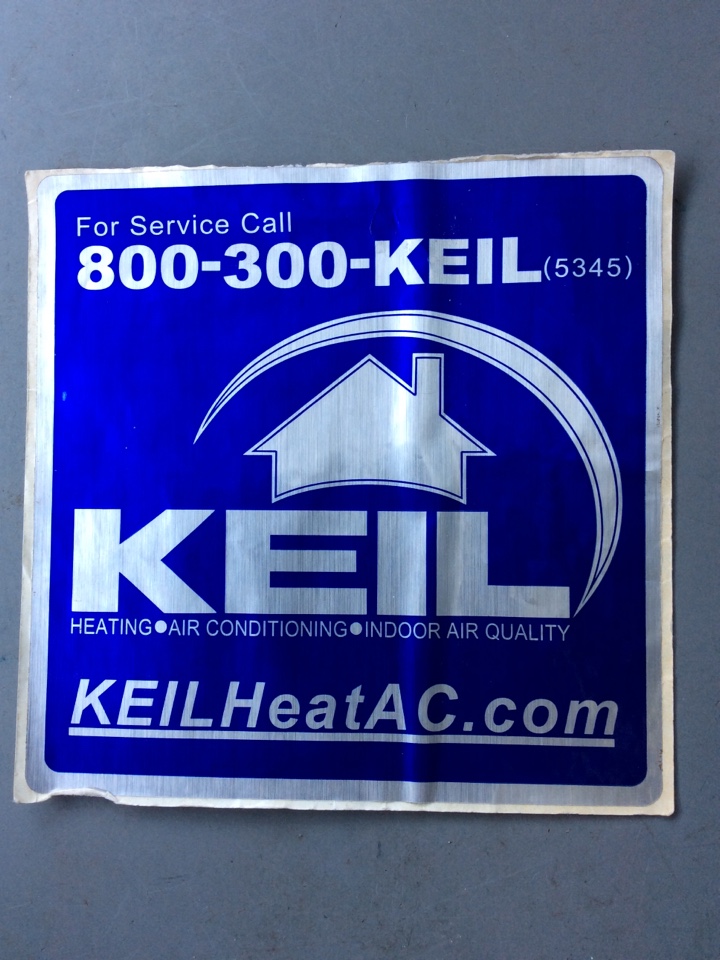 For Service Call
800-300-KEIL(5345)
KEIL
HEATING●AIR CONDITIONING●INDOOR AIR QUALITY
KEILHeatAC.com